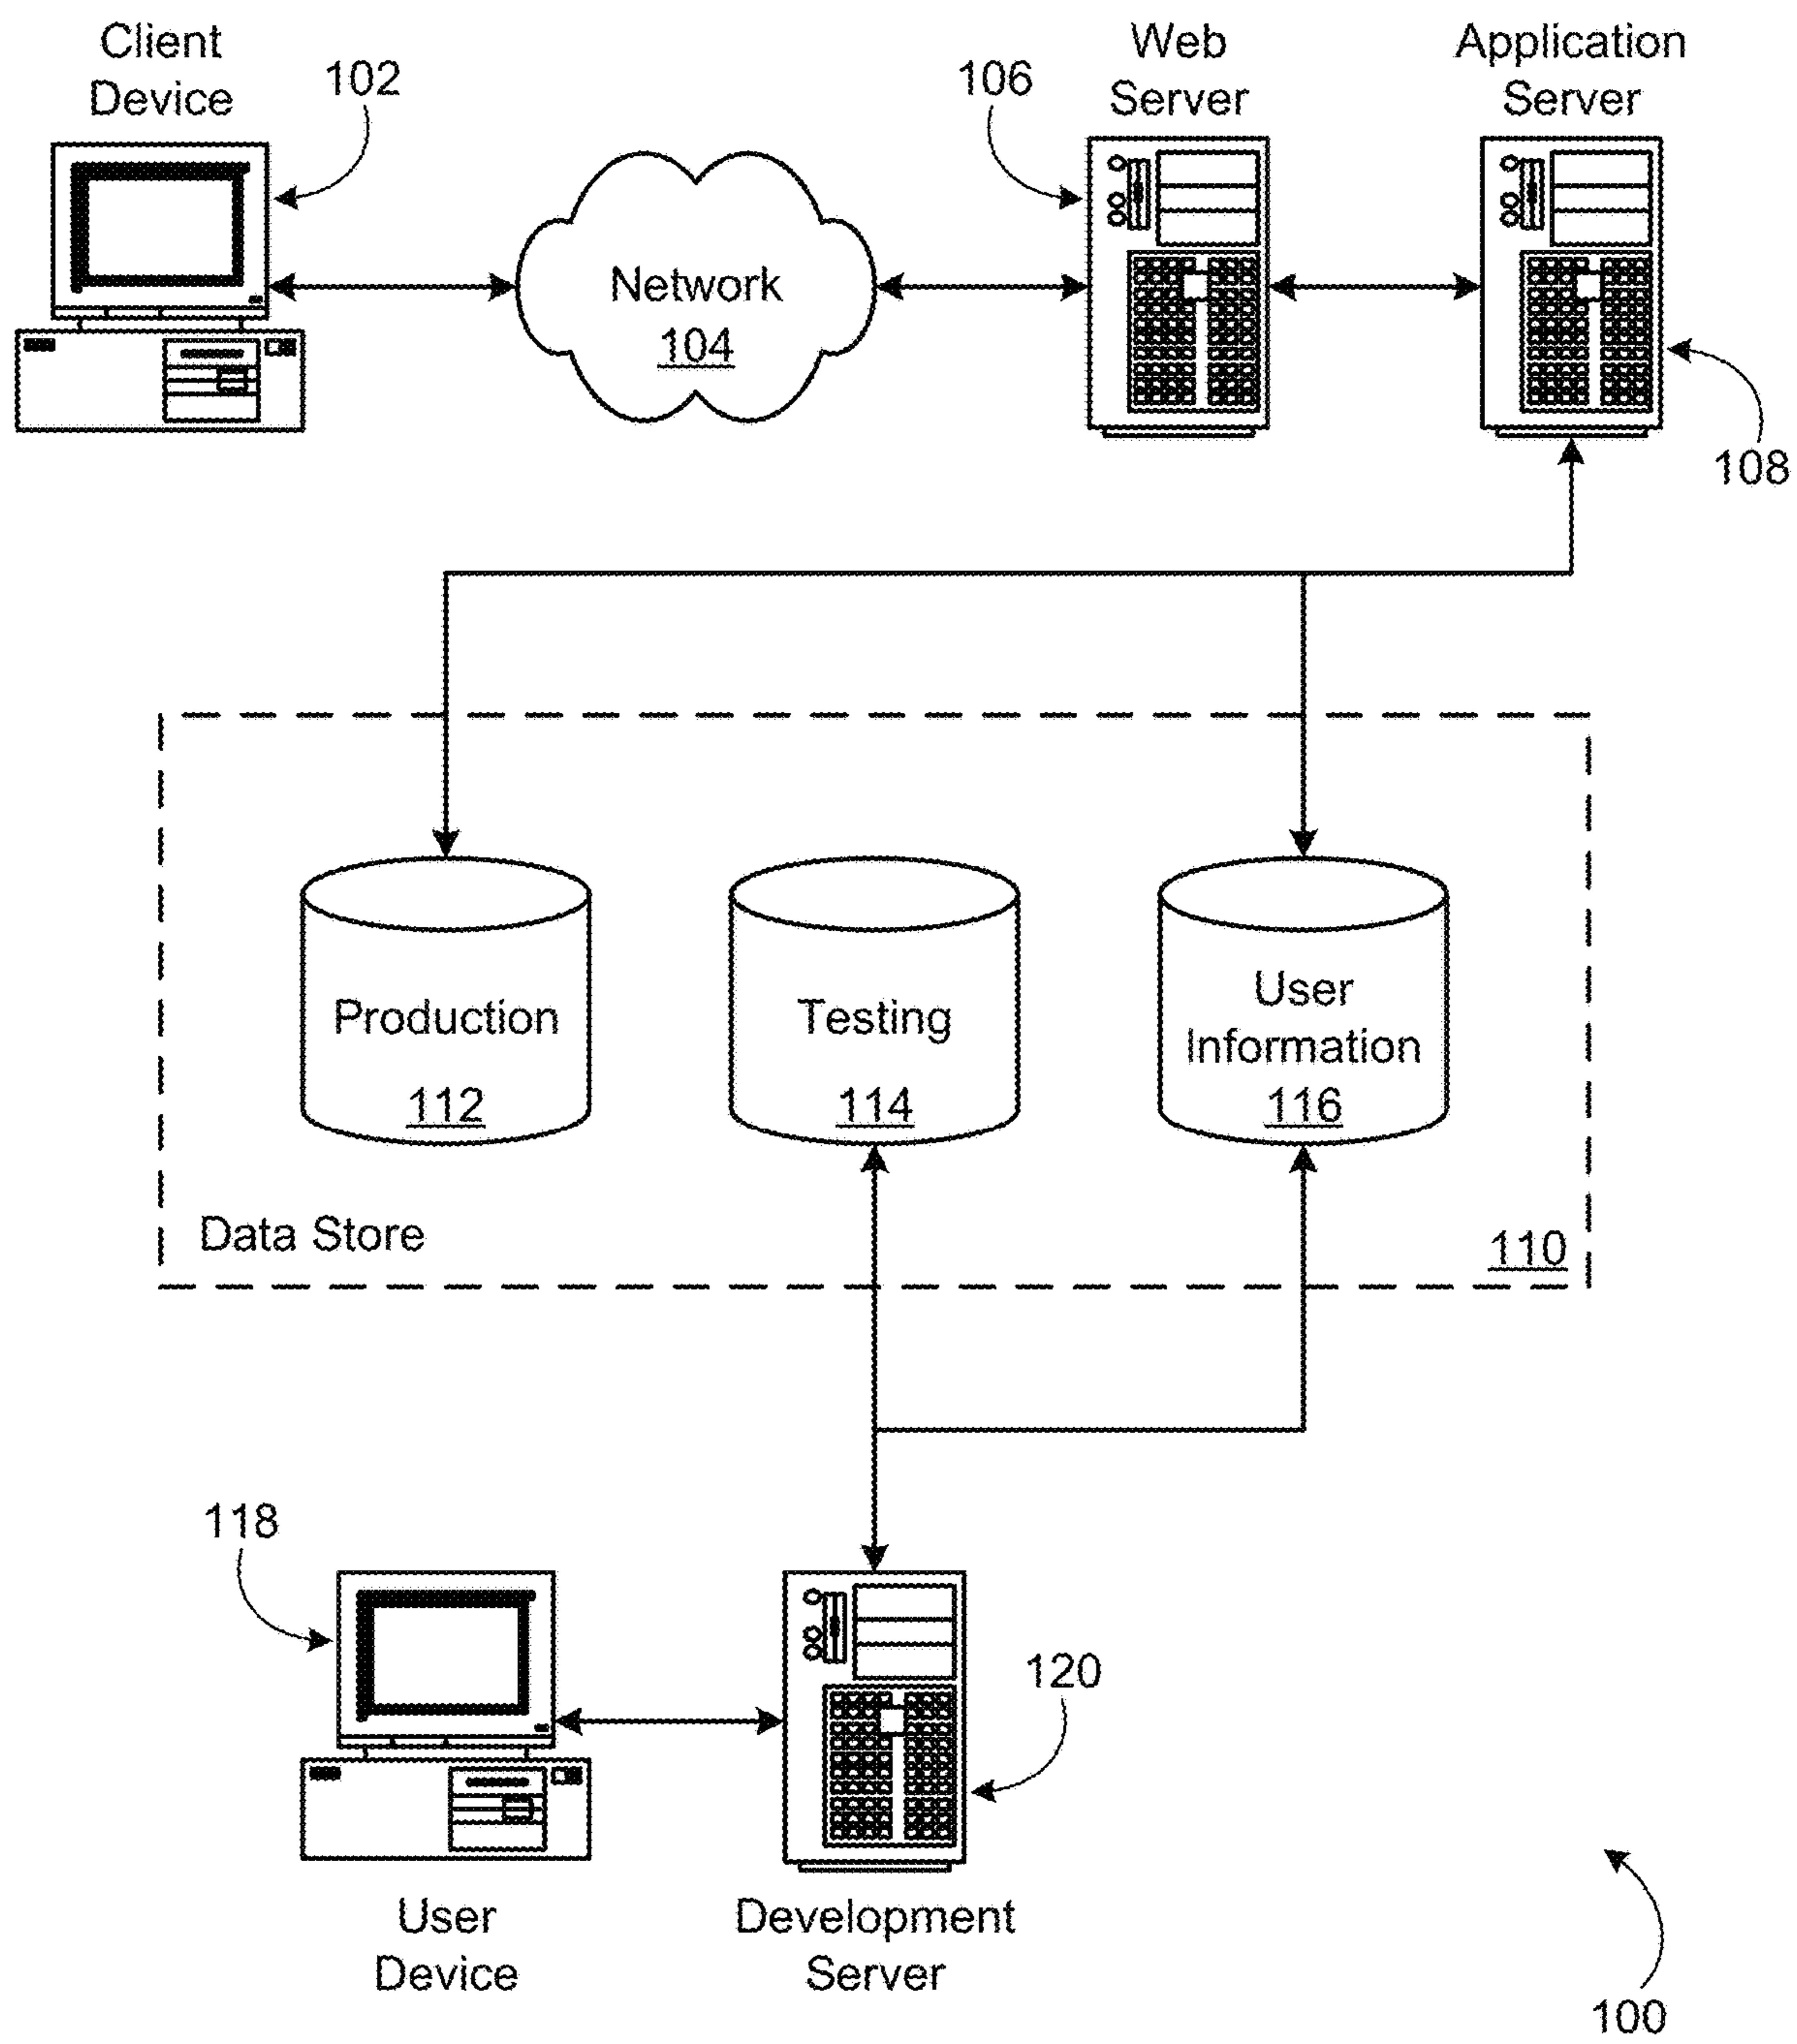 Client
Device
102
106
Web
Server
Application
Server
Network
104
108
Production
112
Testing
114
User
Information
116
Data Store
110
118
120
User
Device
Development
Server
100